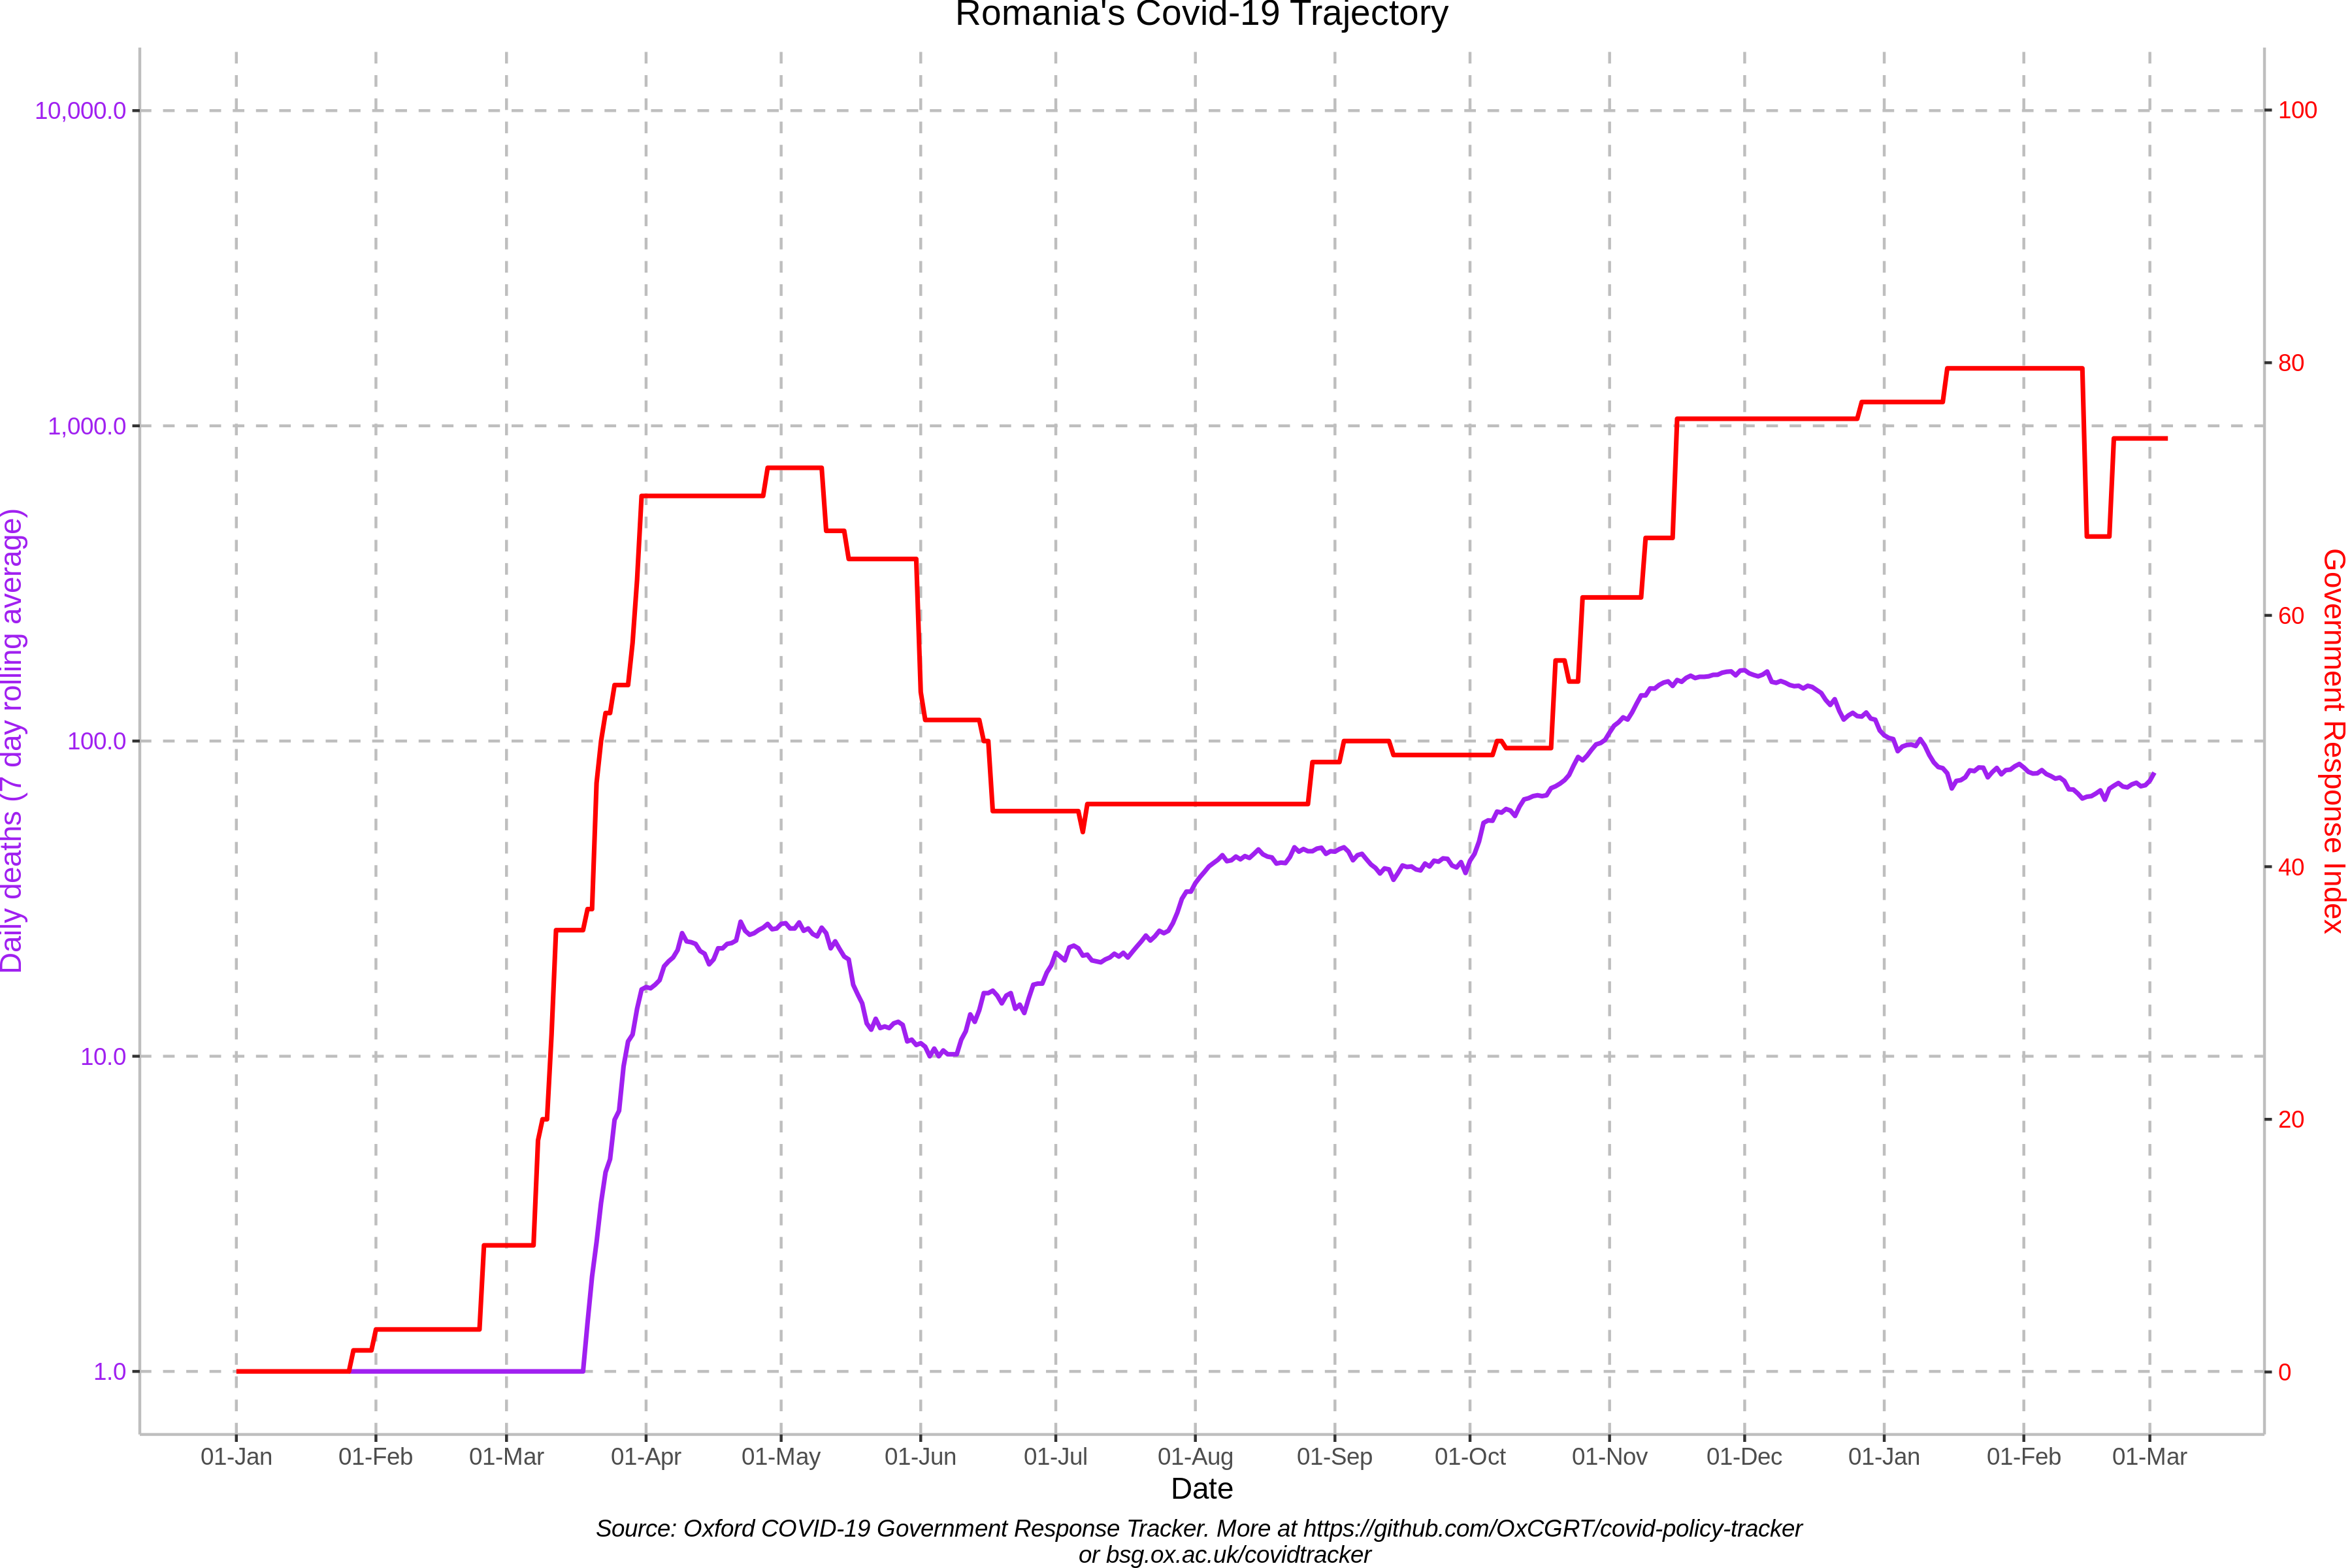 Romania's Covid-19 Trajectory
10,000.0
1,000.0
100.0
10.0
1.0
Daily deaths (7 day rolling average)
100
80
60
40
20
0
Government Response Index
01-Jan 01-Feb 01-Mar 01-Apr 01-May 01-Jun 01-Jul 01-Aug 01-Sep 01-Oct 01-Nov 01-Dec 01-Jan 01-Feb 01-Mar
Date
Source: Oxford COVID-19 Government Response Tracker. More at https://github.com/OxCGRT/covid-policy-tracker
or bsg.ox.ac.uk/covidtracker